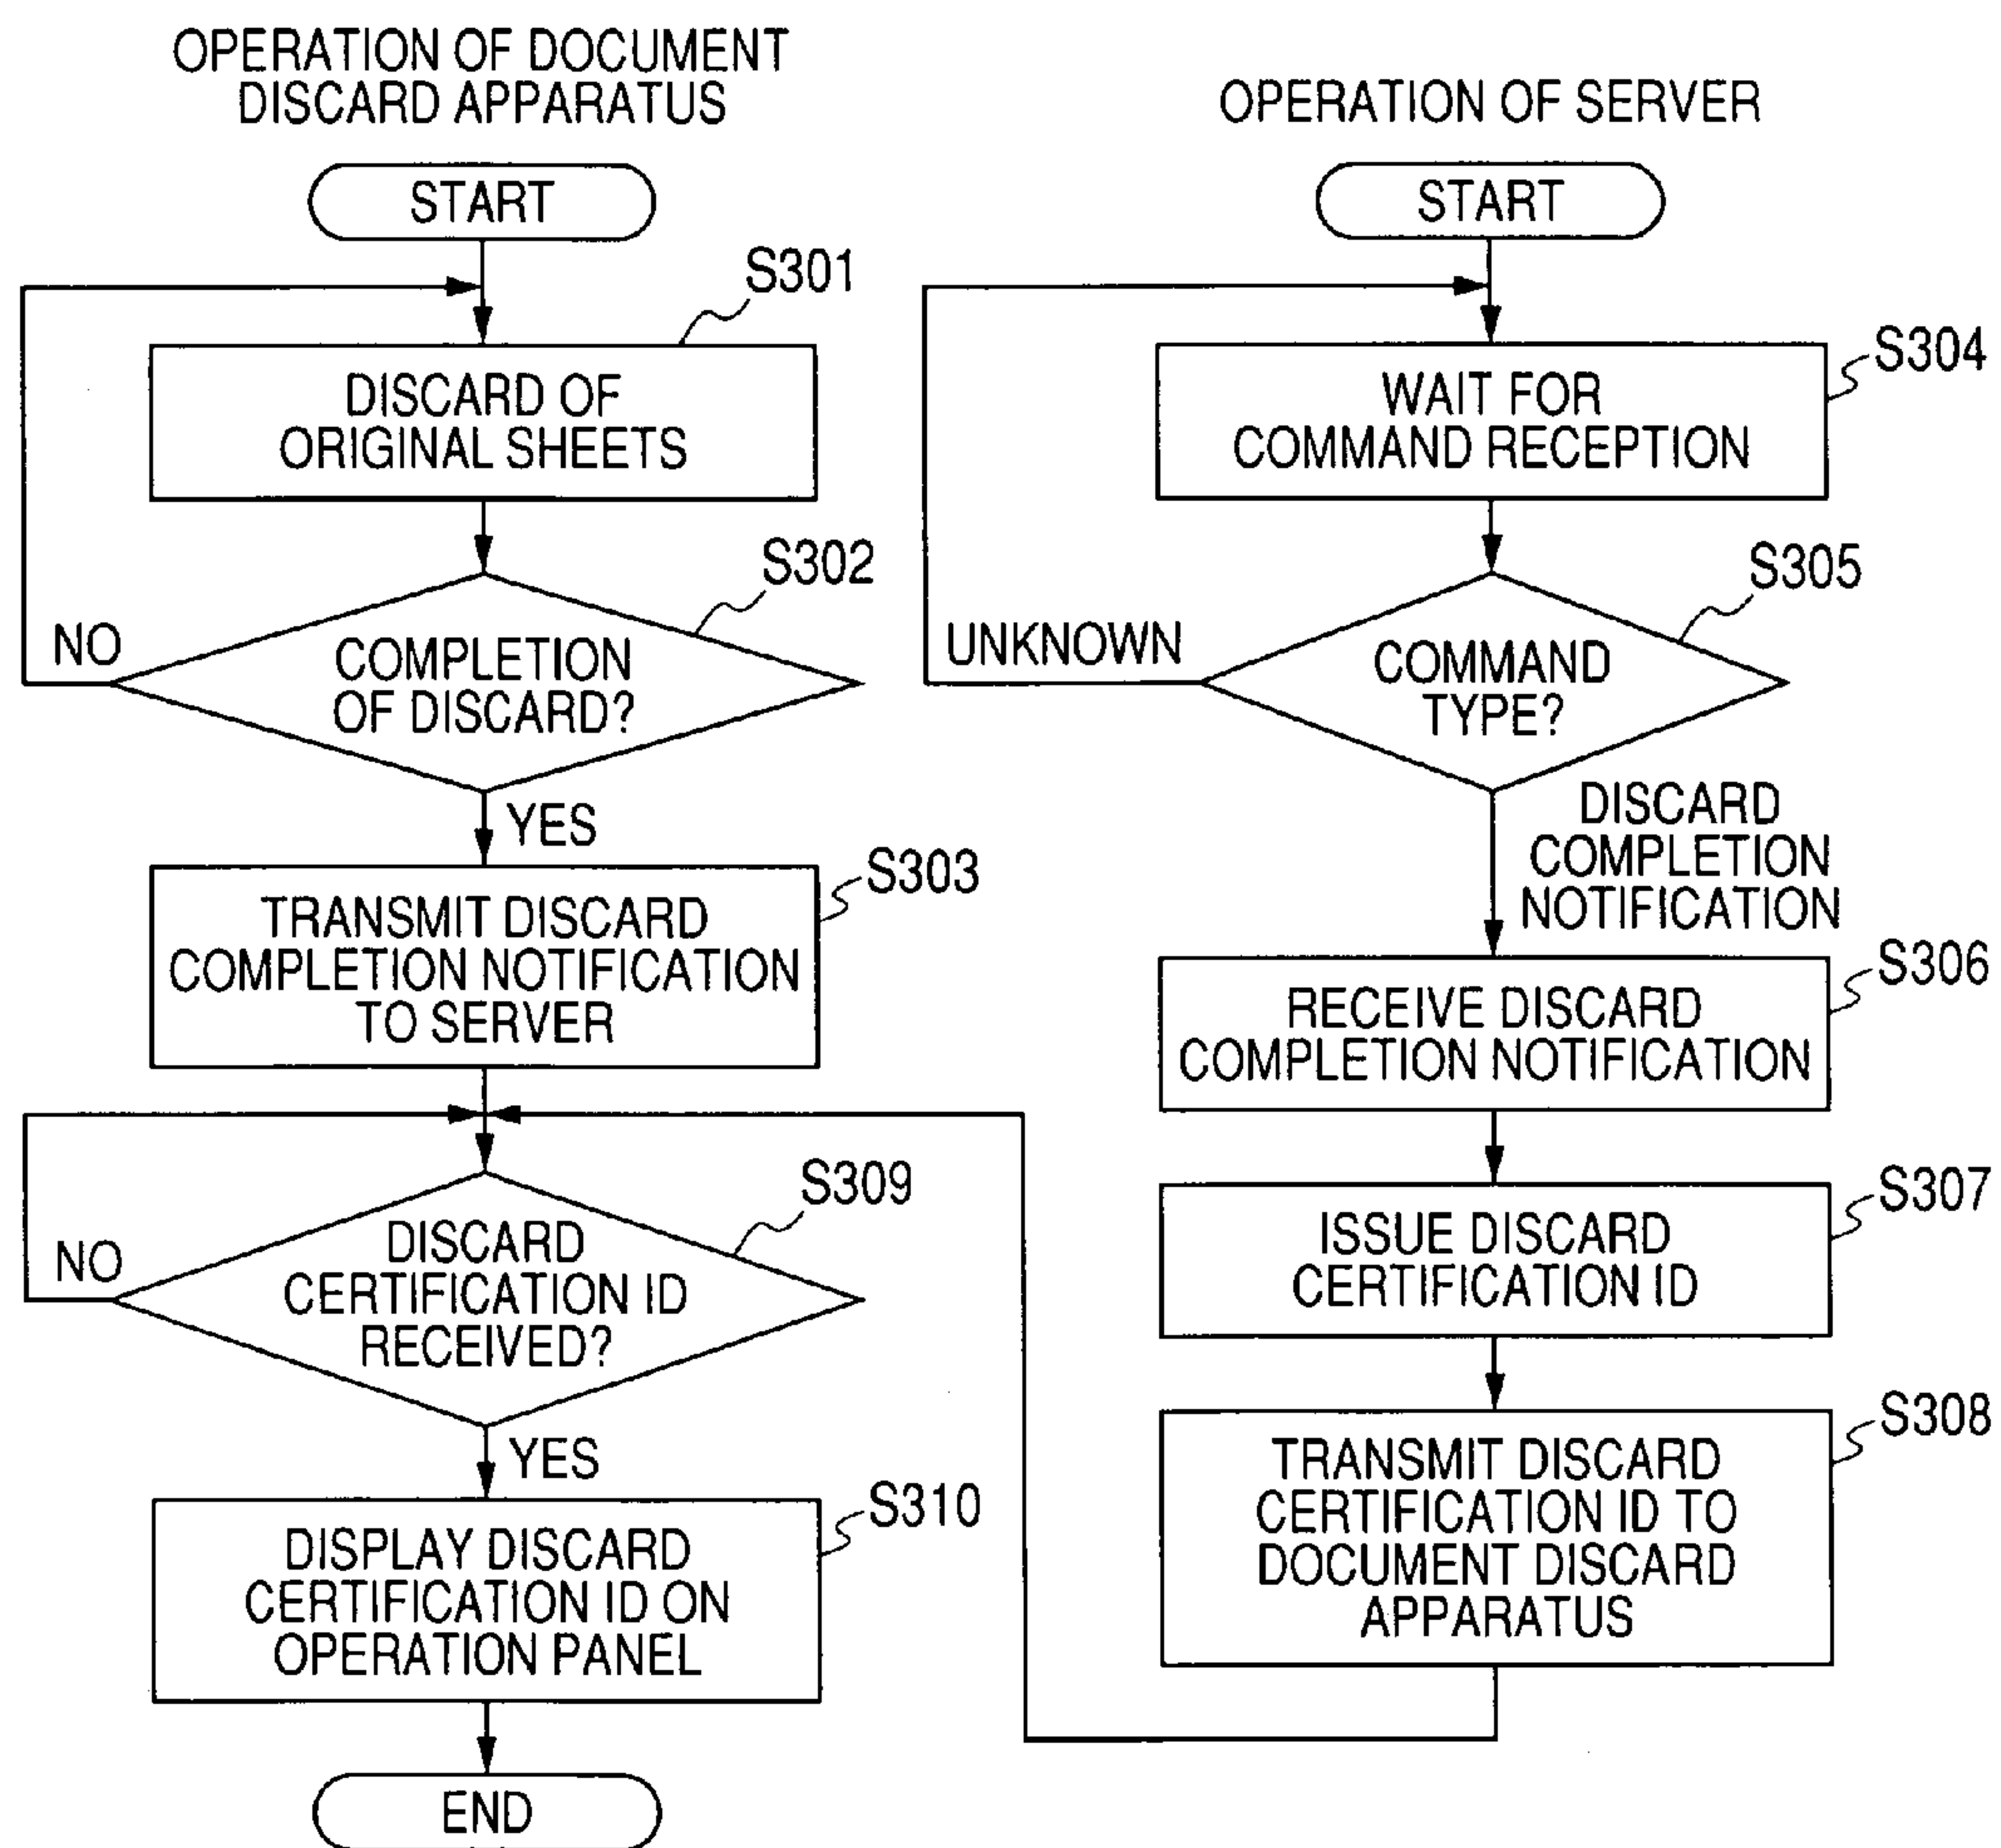 OPERATION OF DOCUMENT
DISCARD APPARATUS
START
S301
DISCARD OF
ORIGINAL SHEETS
S302
NO
COMPLETION
OF DISCARD?
YES
S303
TRANSMIT DISCARD
COMPLETION NOTIFICATION
TO SERVER
S309
NO
DISCARD
CERTIFICATION ID
RECEIVED?
YES
S310
DISPLAY DISCARD
CERTIFICATION ID ON
OPERATION PANEL
END
OPERATION OF SERVER
START
S304
WAIT FOR
COMMAND RECEPTION
S305
UNKNOWN
COMMAND
TYPE?
DISCARD
COMPLETION
NOTIFICATION
S306
RECEIVE DISCARD
COMPLETION NOTIFICATION
S307
ISSUE DISCARD
CERTIFICATION ID
S308
TRANSMIT DISCARD
CERTIFICATION ID TO
DOCUMENT DISCARD
APPARATUS